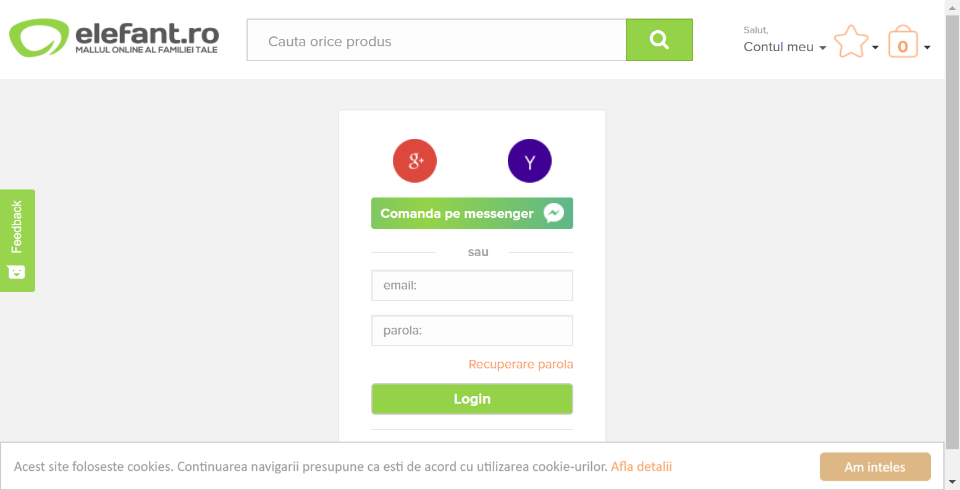 elefant.ro
MALLUL ONLINE AL FAMILIEI TALE
Cauta orice produs
Salut,
Contul meu
0
g+
Y
Comanda pe messenger
sau
email:
parola:
Recuperare parola
Login
Feedback
Acest site foloseste cookies. Continuarea navigarii presupune ca esti de acord cu utilizarea cookie-urilor. Afla detalii
Am inteles